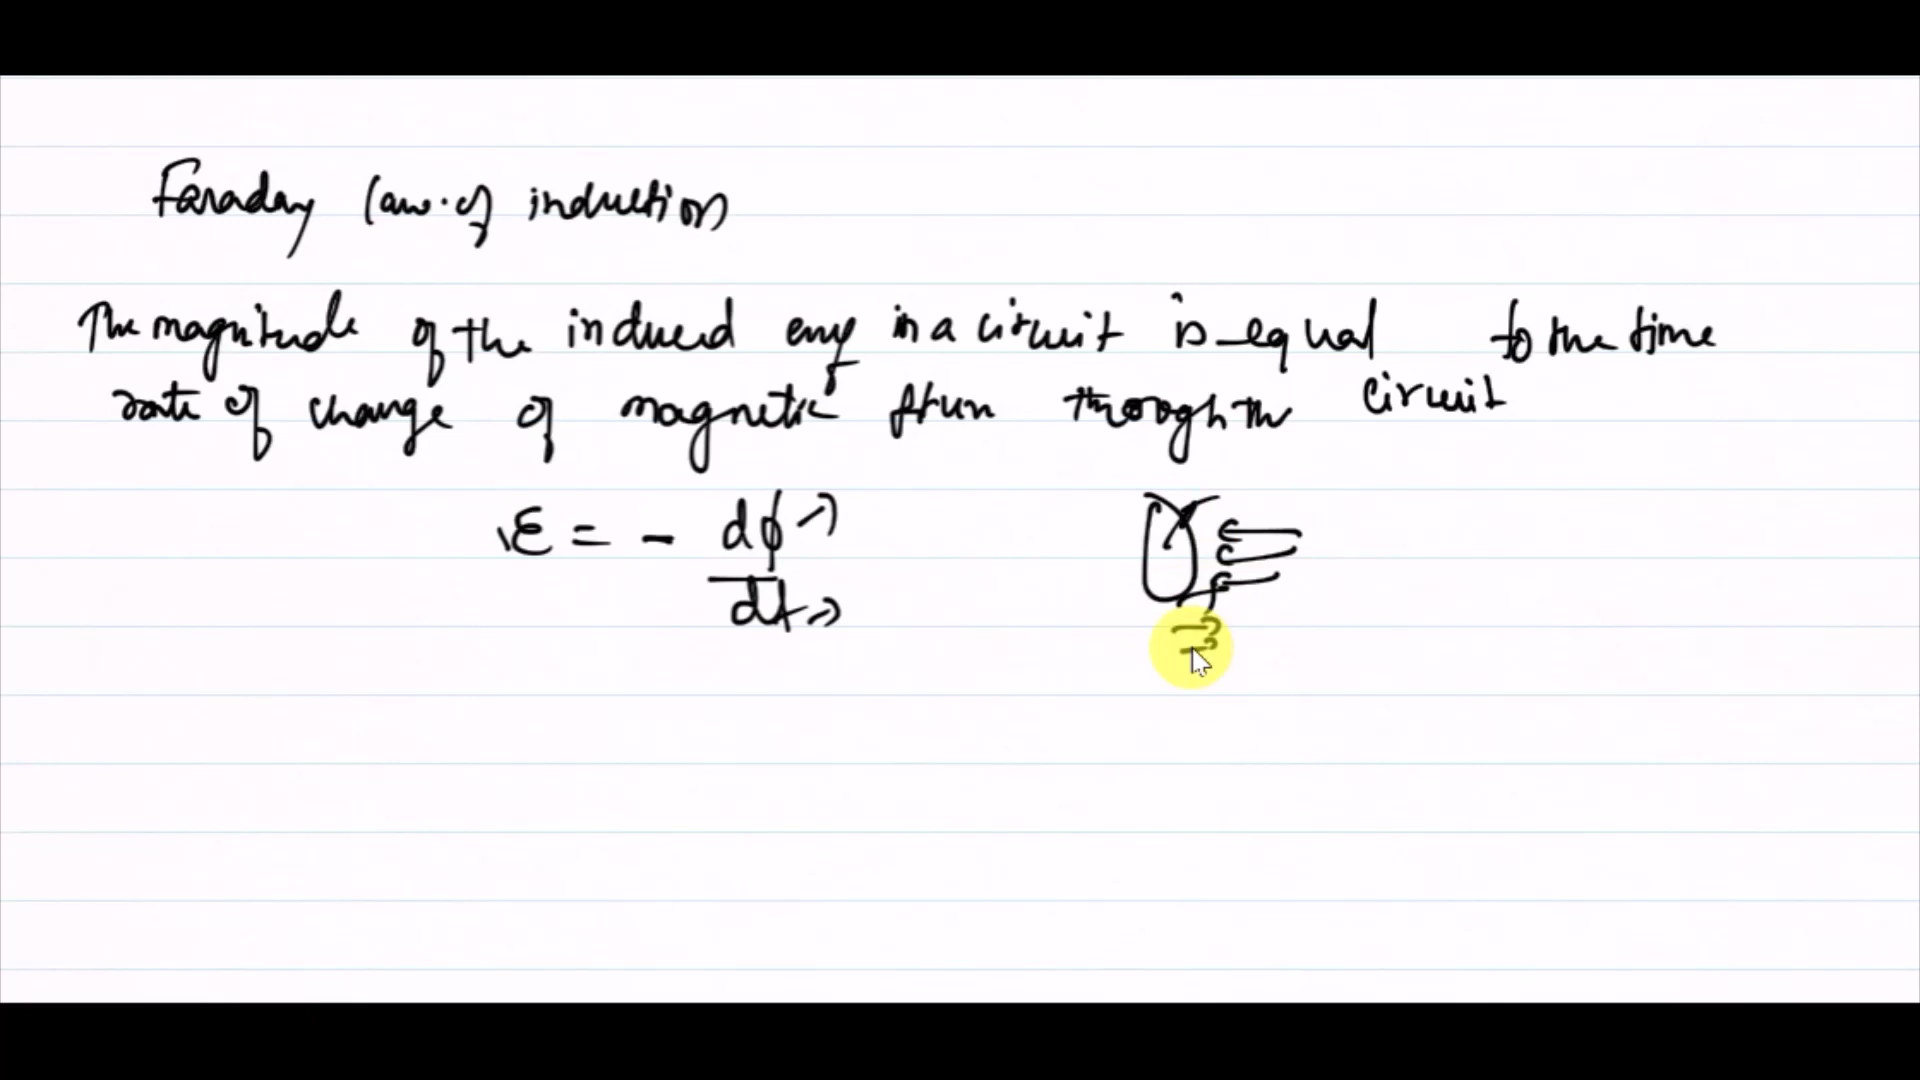 Faraday law of induction
The magnitude of the induced emf in a circuit is equal to the time
rate of change of magnetic flux through the circuit
ε = - dϕ
dt